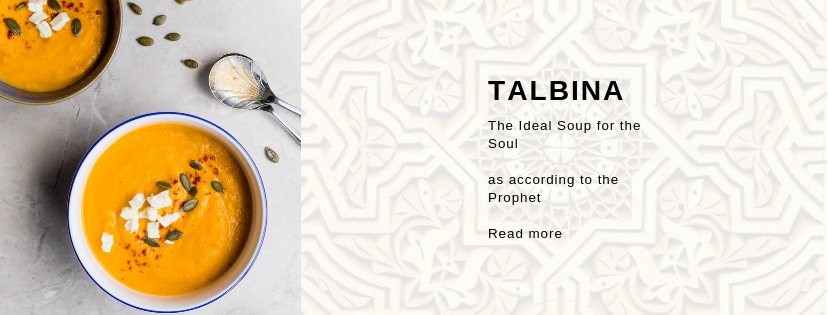 TALBINA
The Ideal Soup for the
Soul
as according to the
Prophet
Read more